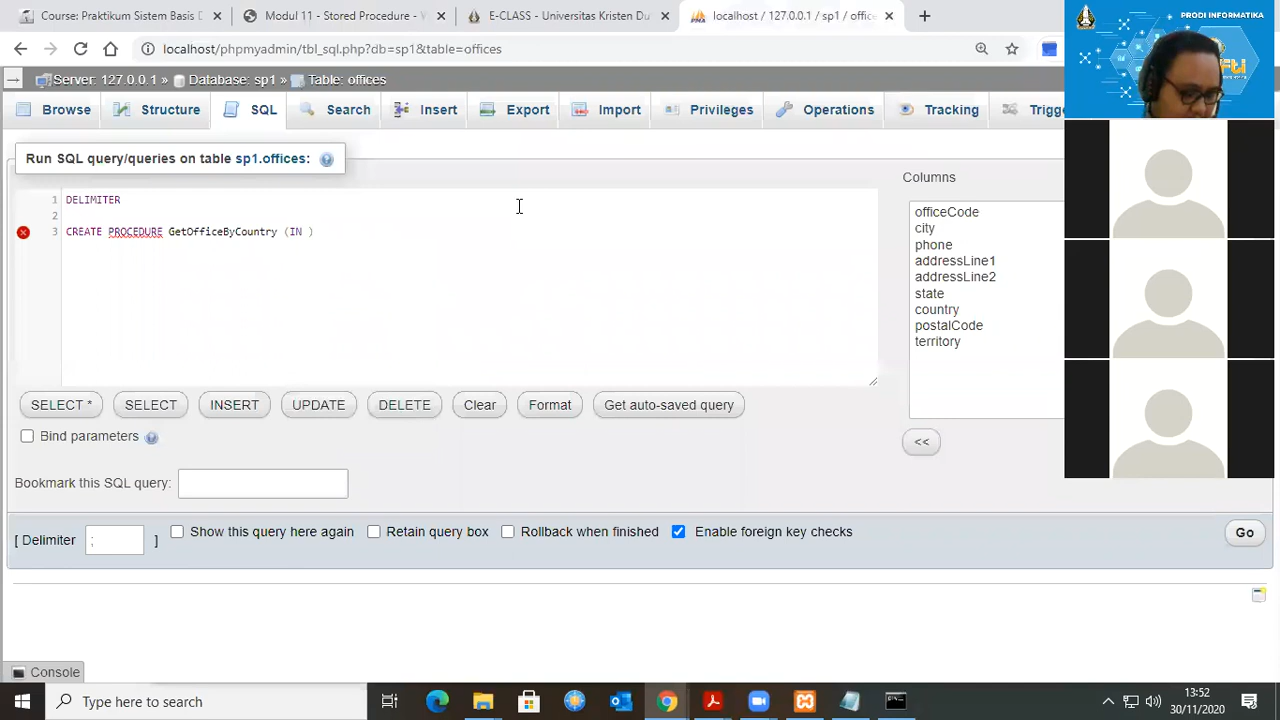 Course: Praktikum Sistem Basis D
Modul 11 - Stored Procedure - V
E-CLASS - Universitas Kristen Du
localhost / 127.0.0.1 / sp1 / office
localhost/phpmyadmin/tbl_sql.php?db=sp1&table=offices
Server: 127.0.0.1 » Database: sp1 » Table: offices
Browse Structure SQL Search Insert Export Import Privileges Operations Tracking Trigg
Run SQL query/queries on table sp1.offices:
Columns
1 DELIMITER
2
3 CREATE PROCEDURE GetOfficeByCountry (IN )
officeCode
city
phone
addressLine1
addressLine2
state
country
postalCode
territory
SELECT * SELECT INSERT UPDATE DELETE Clear Format Get auto-saved query
<<
Bind parameters
Bookmark this SQL query:
[ Delimiter ; ] Show this query here again Retain query box Rollback when finished Enable foreign key checks
Go
Console
Type here to search
13:52
30/11/2020
PRODI INFORMATIKA